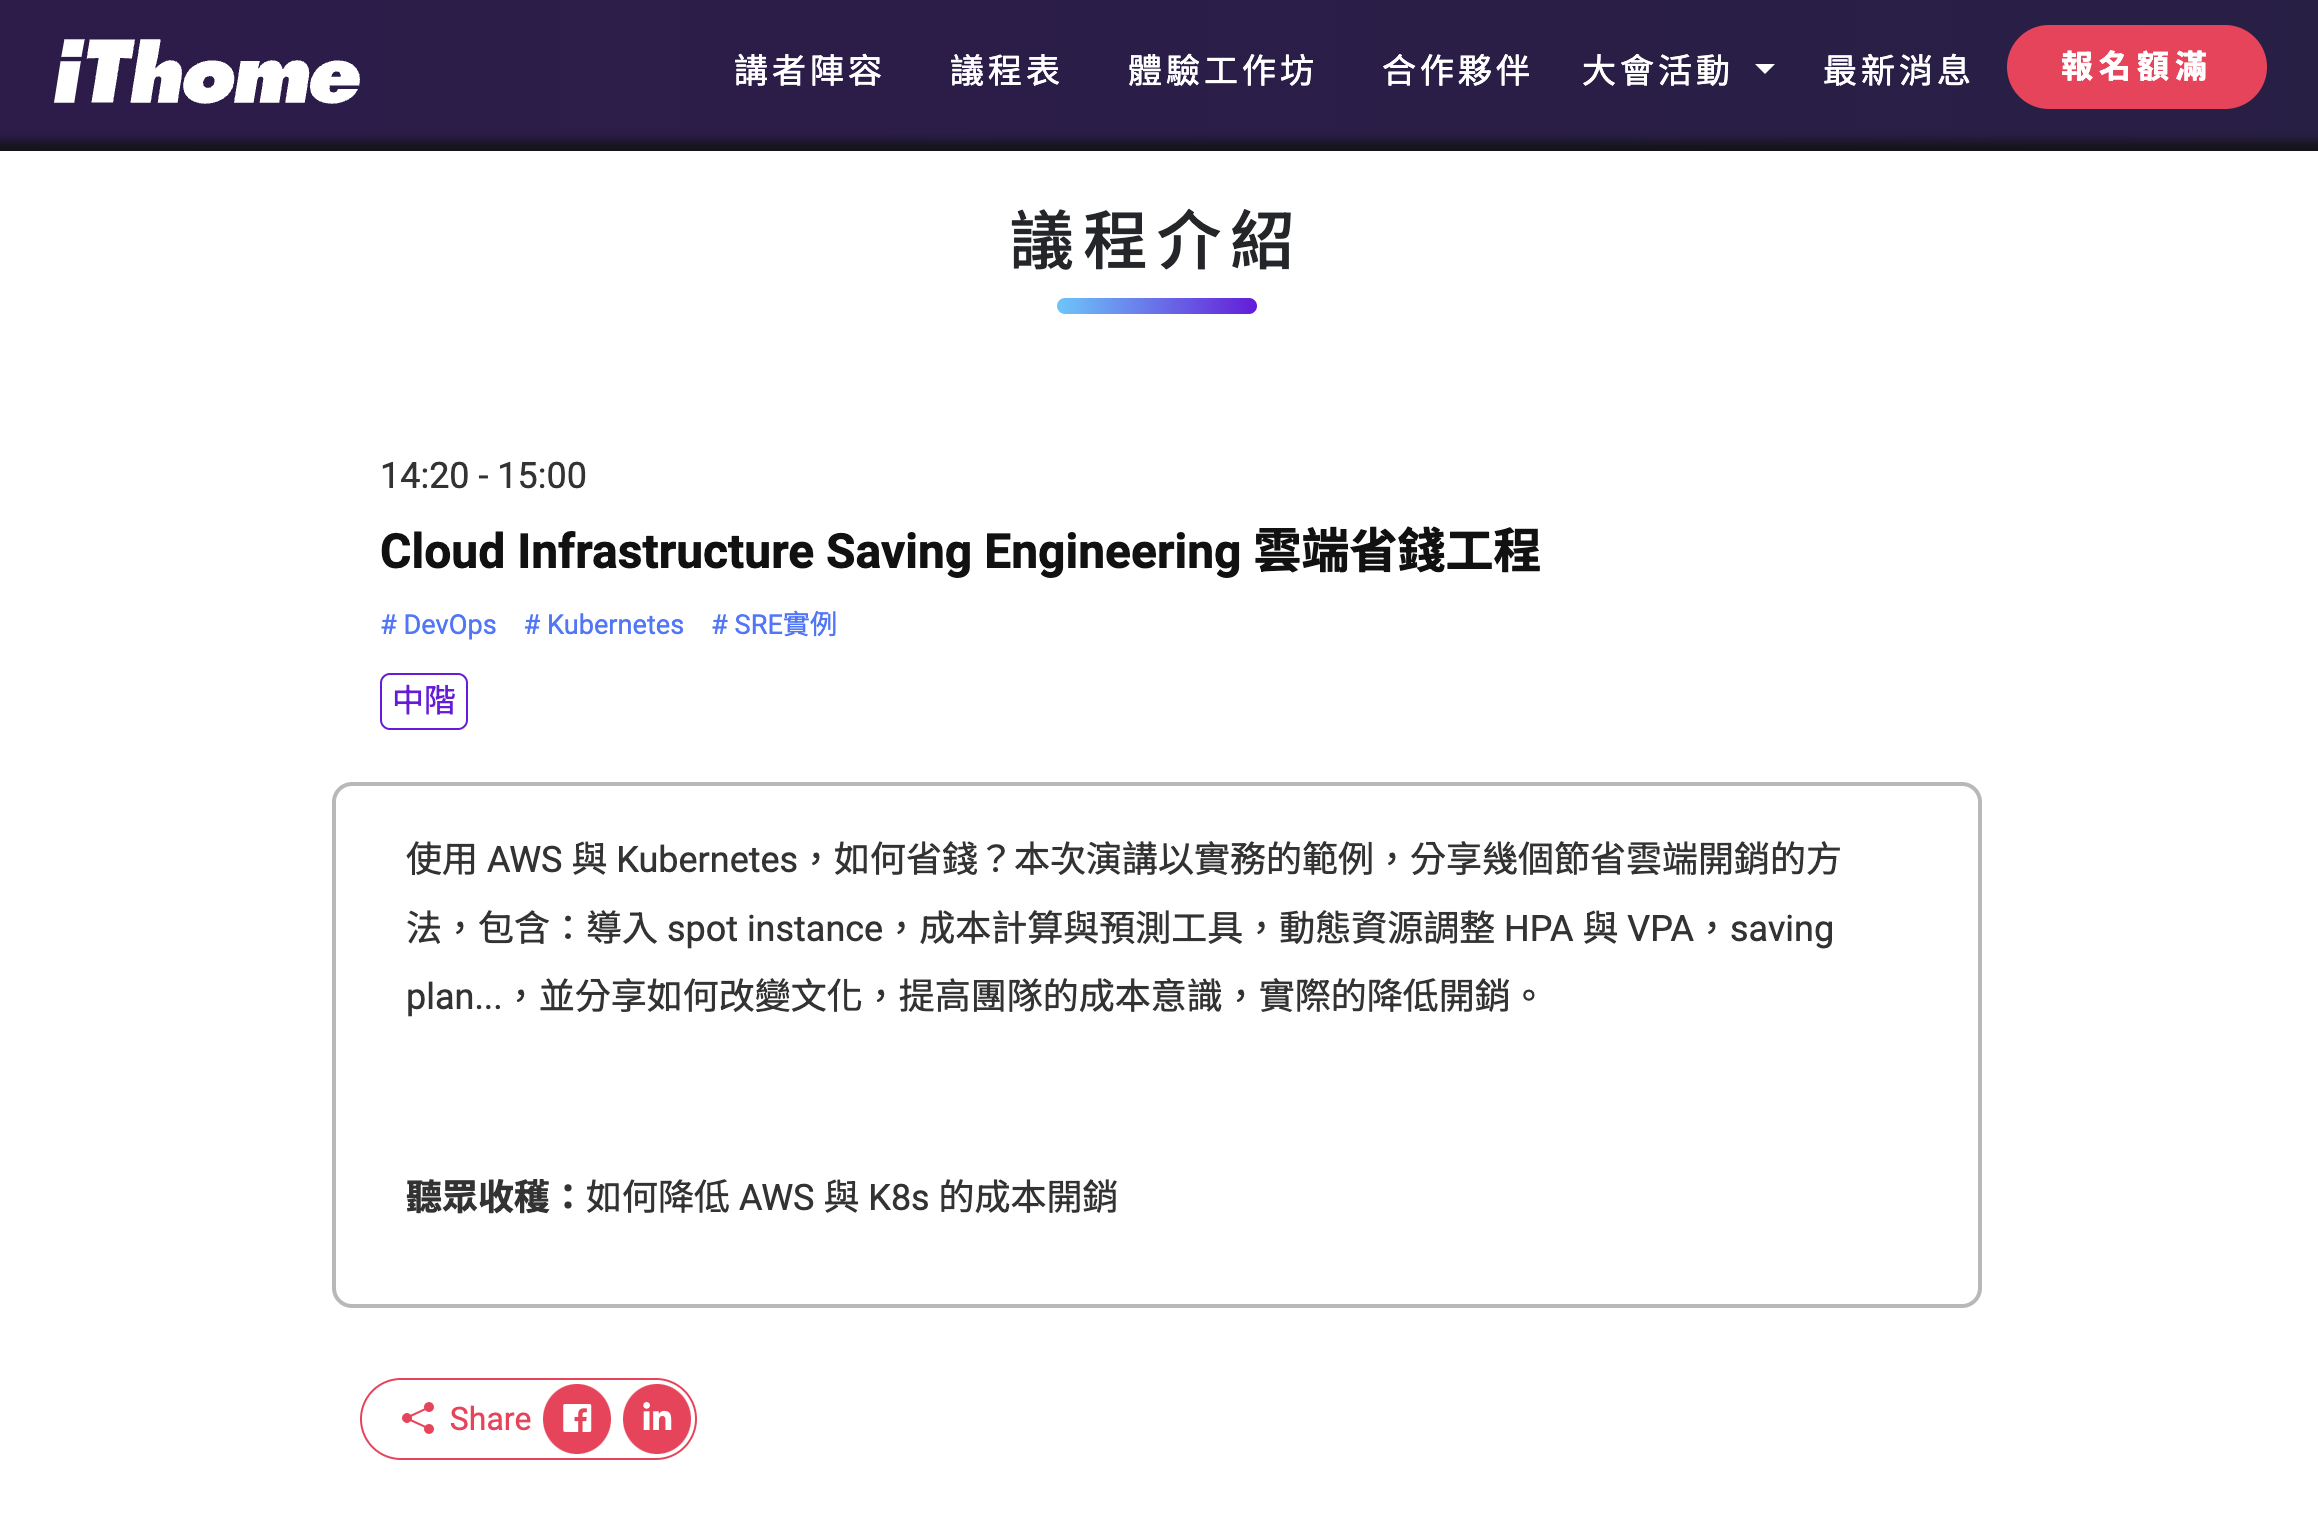 iThome
講者陣容 議程表 體驗工作坊 合作夥伴 大會活動 最新消息 報名額滿
議程介紹
14:20 - 15:00
Cloud Infrastructure Saving Engineering 雲端省錢工程
# DevOps # Kubernetes # SRE實例
中階
使用 AWS 與 Kubernetes，如何省錢？本次演講以實務的範例，分享幾個節省雲端開銷的方
法，包含：導入 spot instance，成本計算與預測工具，動態資源調整 HPA 與 VPA，saving
plan...，並分享如何改變文化，提高團隊的成本意識，實際的降低開銷。
聽眾收穫：如何降低 AWS 與 K8s 的成本開銷
Share